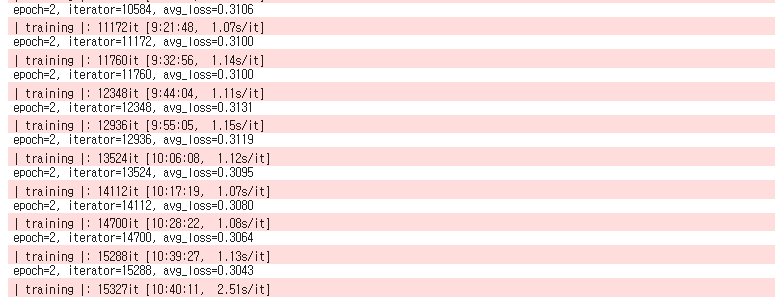 epoch=2, iterator=10584, avg_loss=0.3106
| training |: 11172it [9:21:48,  1.07s/it]
epoch=2, iterator=11172, avg_loss=0.3100
| training |: 11760it [9:32:56,  1.14s/it]
epoch=2, iterator=11760, avg_loss=0.3100
| training |: 12348it [9:44:04,  1.11s/it]
epoch=2, iterator=12348, avg_loss=0.3131
| training |: 12936it [9:55:05,  1.15s/it]
epoch=2, iterator=12936, avg_loss=0.3119
| training |: 13524it [10:06:08,  1.12s/it]
epoch=2, iterator=13524, avg_loss=0.3095
| training |: 14112it [10:17:19,  1.07s/it]
epoch=2, iterator=14112, avg_loss=0.3080
| training |: 14700it [10:28:22,  1.08s/it]
epoch=2, iterator=14700, avg_loss=0.3064
| training |: 15288it [10:39:27,  1.13s/it]
epoch=2, iterator=15288, avg_loss=0.3043
| training |: 15327it [10:40:11,  2.51s/it]